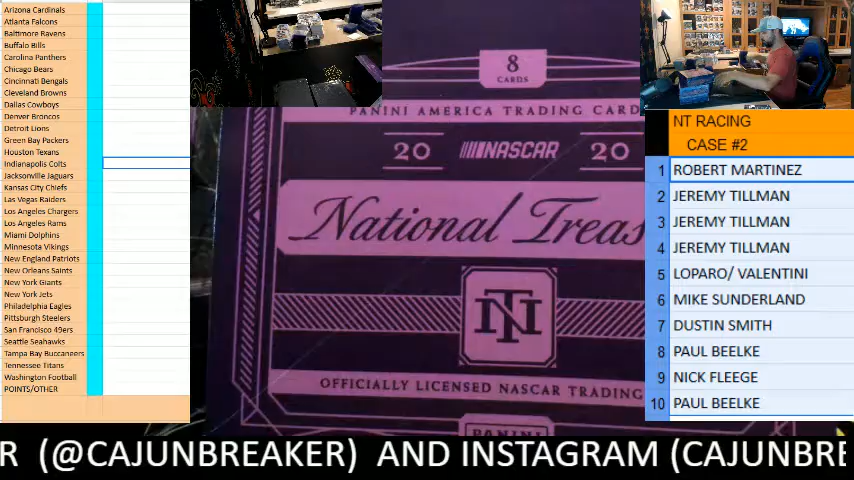 Arizona Cardinals
Atlanta Falcons
Baltimore Ravens
Buffalo Bills
Carolina Panthers
Chicago Bears
Cincinnati Bengals
Cleveland Browns
Dallas Cowboys
Denver Broncos
Detroit Lions
Green Bay Packers
Houston Texans
Indianapolis Colts
Jacksonville Jaguars
Kansas City Chiefs
Las Vegas Raiders
Los Angeles Chargers
Los Angeles Rams
Miami Dolphins
Minnesota Vikings
New England Patriots
New Orleans Saints
New York Giants
New York Jets
Philadelphia Eagles
Pittsburgh Steelers
San Francisco 49ers
Seattle Seahawks
Tampa Bay Buccaneers
Tennessee Titans
Washington Football
POINTS/OTHER
8
CARDS
PANINI AMERICA TRADING CARD
20 NASCAR 20
National Treas
NT
OFFICIALLY LICENSED NASCAR TRADING
PANINI
NT RACING
CASE #2
1 ROBERT MARTINEZ
2 JEREMY TILLMAN
3 JEREMY TILLMAN
4 JEREMY TILLMAN
5 LOPARO/ VALENTINI
6 MIKE SUNDERLAND
7 DUSTIN SMITH
8 PAUL BEELKE
9 NICK FLEEGE
10 PAUL BEELKE
R (@CAJUNBREAKER) AND INSTAGRAM (CAJUNBRE